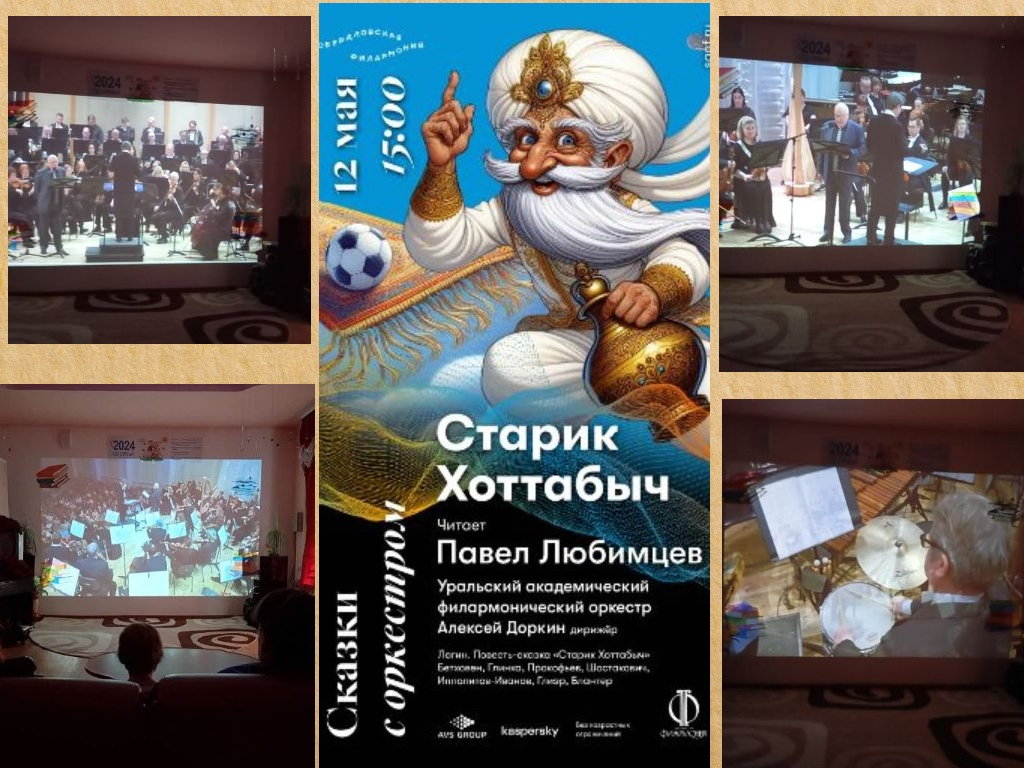 2024
2024
СВЕРДЛОВСКАЯ
ФИЛАРМОНИЯ
sgaf.ru
12 мая
15:00
Старик
Хоттабыч
Читает
Павел Любимцев
Уральский академический
филармонический оркестр
Алексей Доркин дирижёр
Лагин. Повесть-сказка «Старик Хоттабыч»
Бетховен, Глинка, Прокофьев, Шостакович,
Ипполитов-Иванов, Глиэр, Блантер
Сказки
с оркестром
AVS GROUP
kaspersky
Без возрастных
ограничений
2024
2024